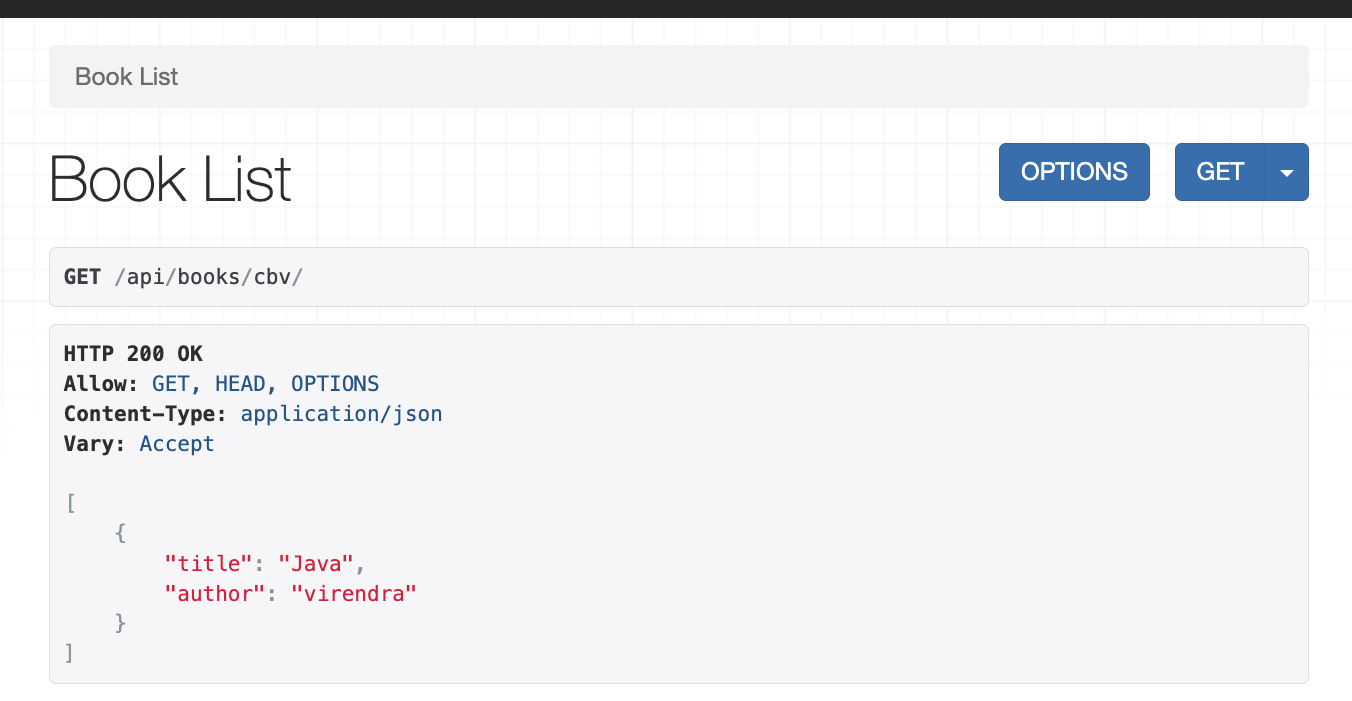 Book List
Book List
OPTIONS
GET
GET /api/books/cbv/
HTTP 200 OK
Allow: GET, HEAD, OPTIONS
Content-Type: application/json
Vary: Accept
[
    {
        "title": "Java",
        "author": "virendra"
    }
]